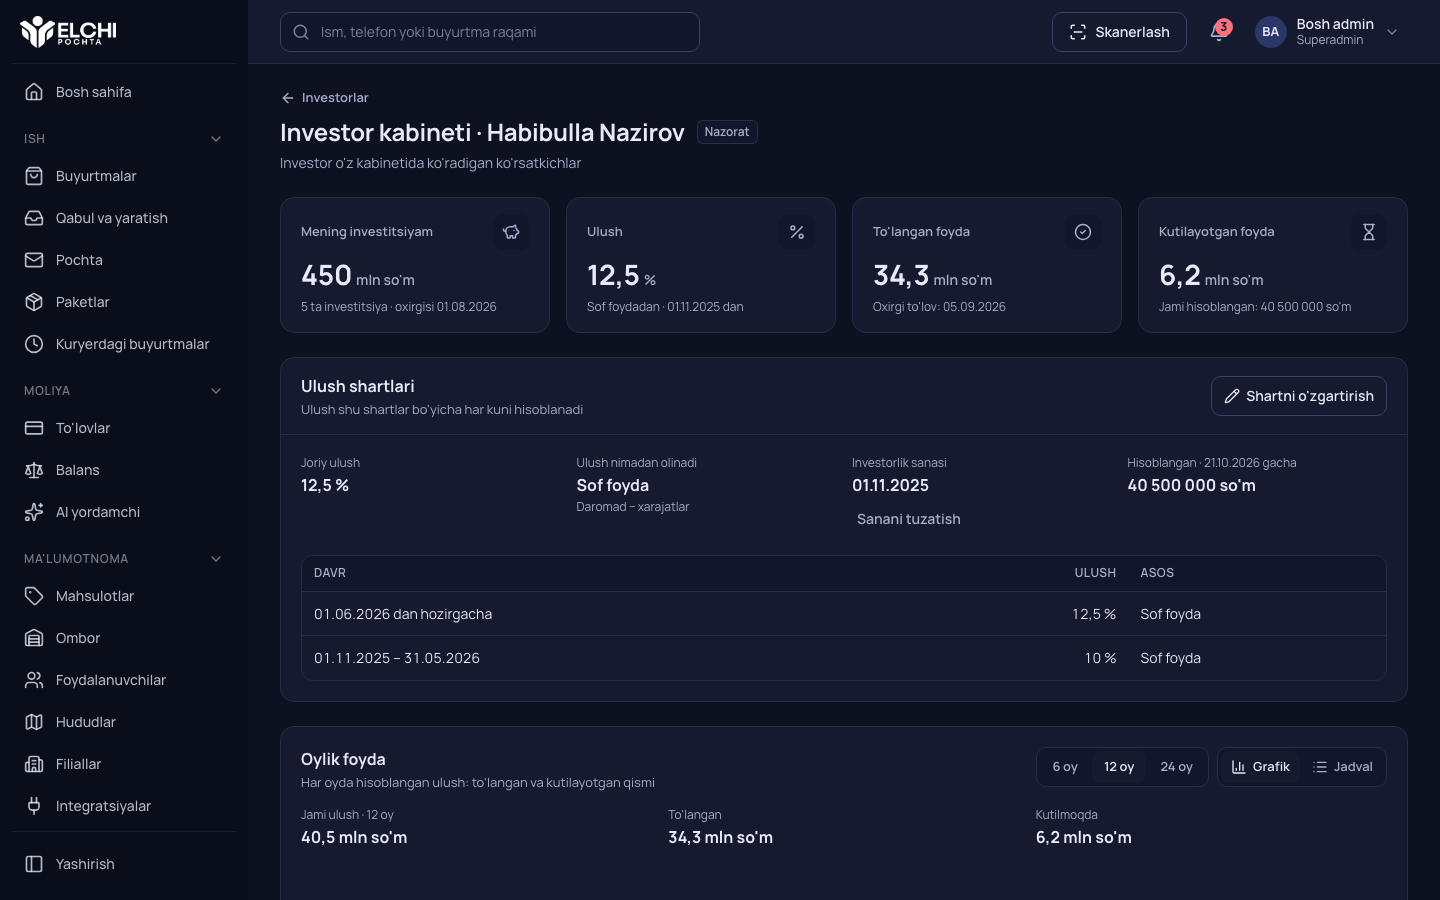 ELCHI
POCHTA
Ism, telefon yoki buyurtma raqami
Skanerlash
3
BA
Bosh admin
Superadmin
Bosh sahifa
ISH
Buyurtmalar
Qabul va yaratish
Pochta
Paketlar
Kuryerdagi buyurtmalar
MOLIYA
To'lovlar
Balans
AI yordamchi
MA'LUMOTNOMA
Mahsulotlar
Ombor
Foydalanuvchilar
Hududlar
Filiallar
Integratsiyalar
Yashirish
Investorlar
Investor kabineti · Habibulla Nazirov
Nazorat
Investor o'z kabinetida ko'radigan ko'rsatkichlar
Mening investitsiyam
450 mln so'm
5 ta investitsiya · oxirgisi 01.08.2026
Ulush
12,5 %
Sof foydadan · 01.11.2025 dan
To'langan foyda
34,3 mln so'm
Oxirgi to'lov: 05.09.2026
Kutilayotgan foyda
6,2 mln so'm
Jami hisoblangan: 40 500 000 so'm
Ulush shartlari
Ulush shu shartlar bo'yicha har kuni hisoblanadi
Shartni o'zgartirish
Joriy ulush
12,5 %
Ulush nimadan olinadi
Sof foyda
Daromad − xarajatlar
Investorlik sanasi
01.11.2025
Sanani tuzatish
Hisoblangan · 21.10.2026 gacha
40 500 000 so'm
DAVR ULUSH ASOS
01.06.2026 dan hozirgacha 12,5 % Sof foyda
01.11.2025 – 31.05.2026 10 % Sof foyda
Oylik foyda
Har oyda hisoblangan ulush: to'langan va kutilayotgan qismi
6 oy 12 oy 24 oy
Grafik Jadval
Jami ulush · 12 oy
40,5 mln so'm
To'langan
34,3 mln so'm
Kutilmoqda
6,2 mln so'm